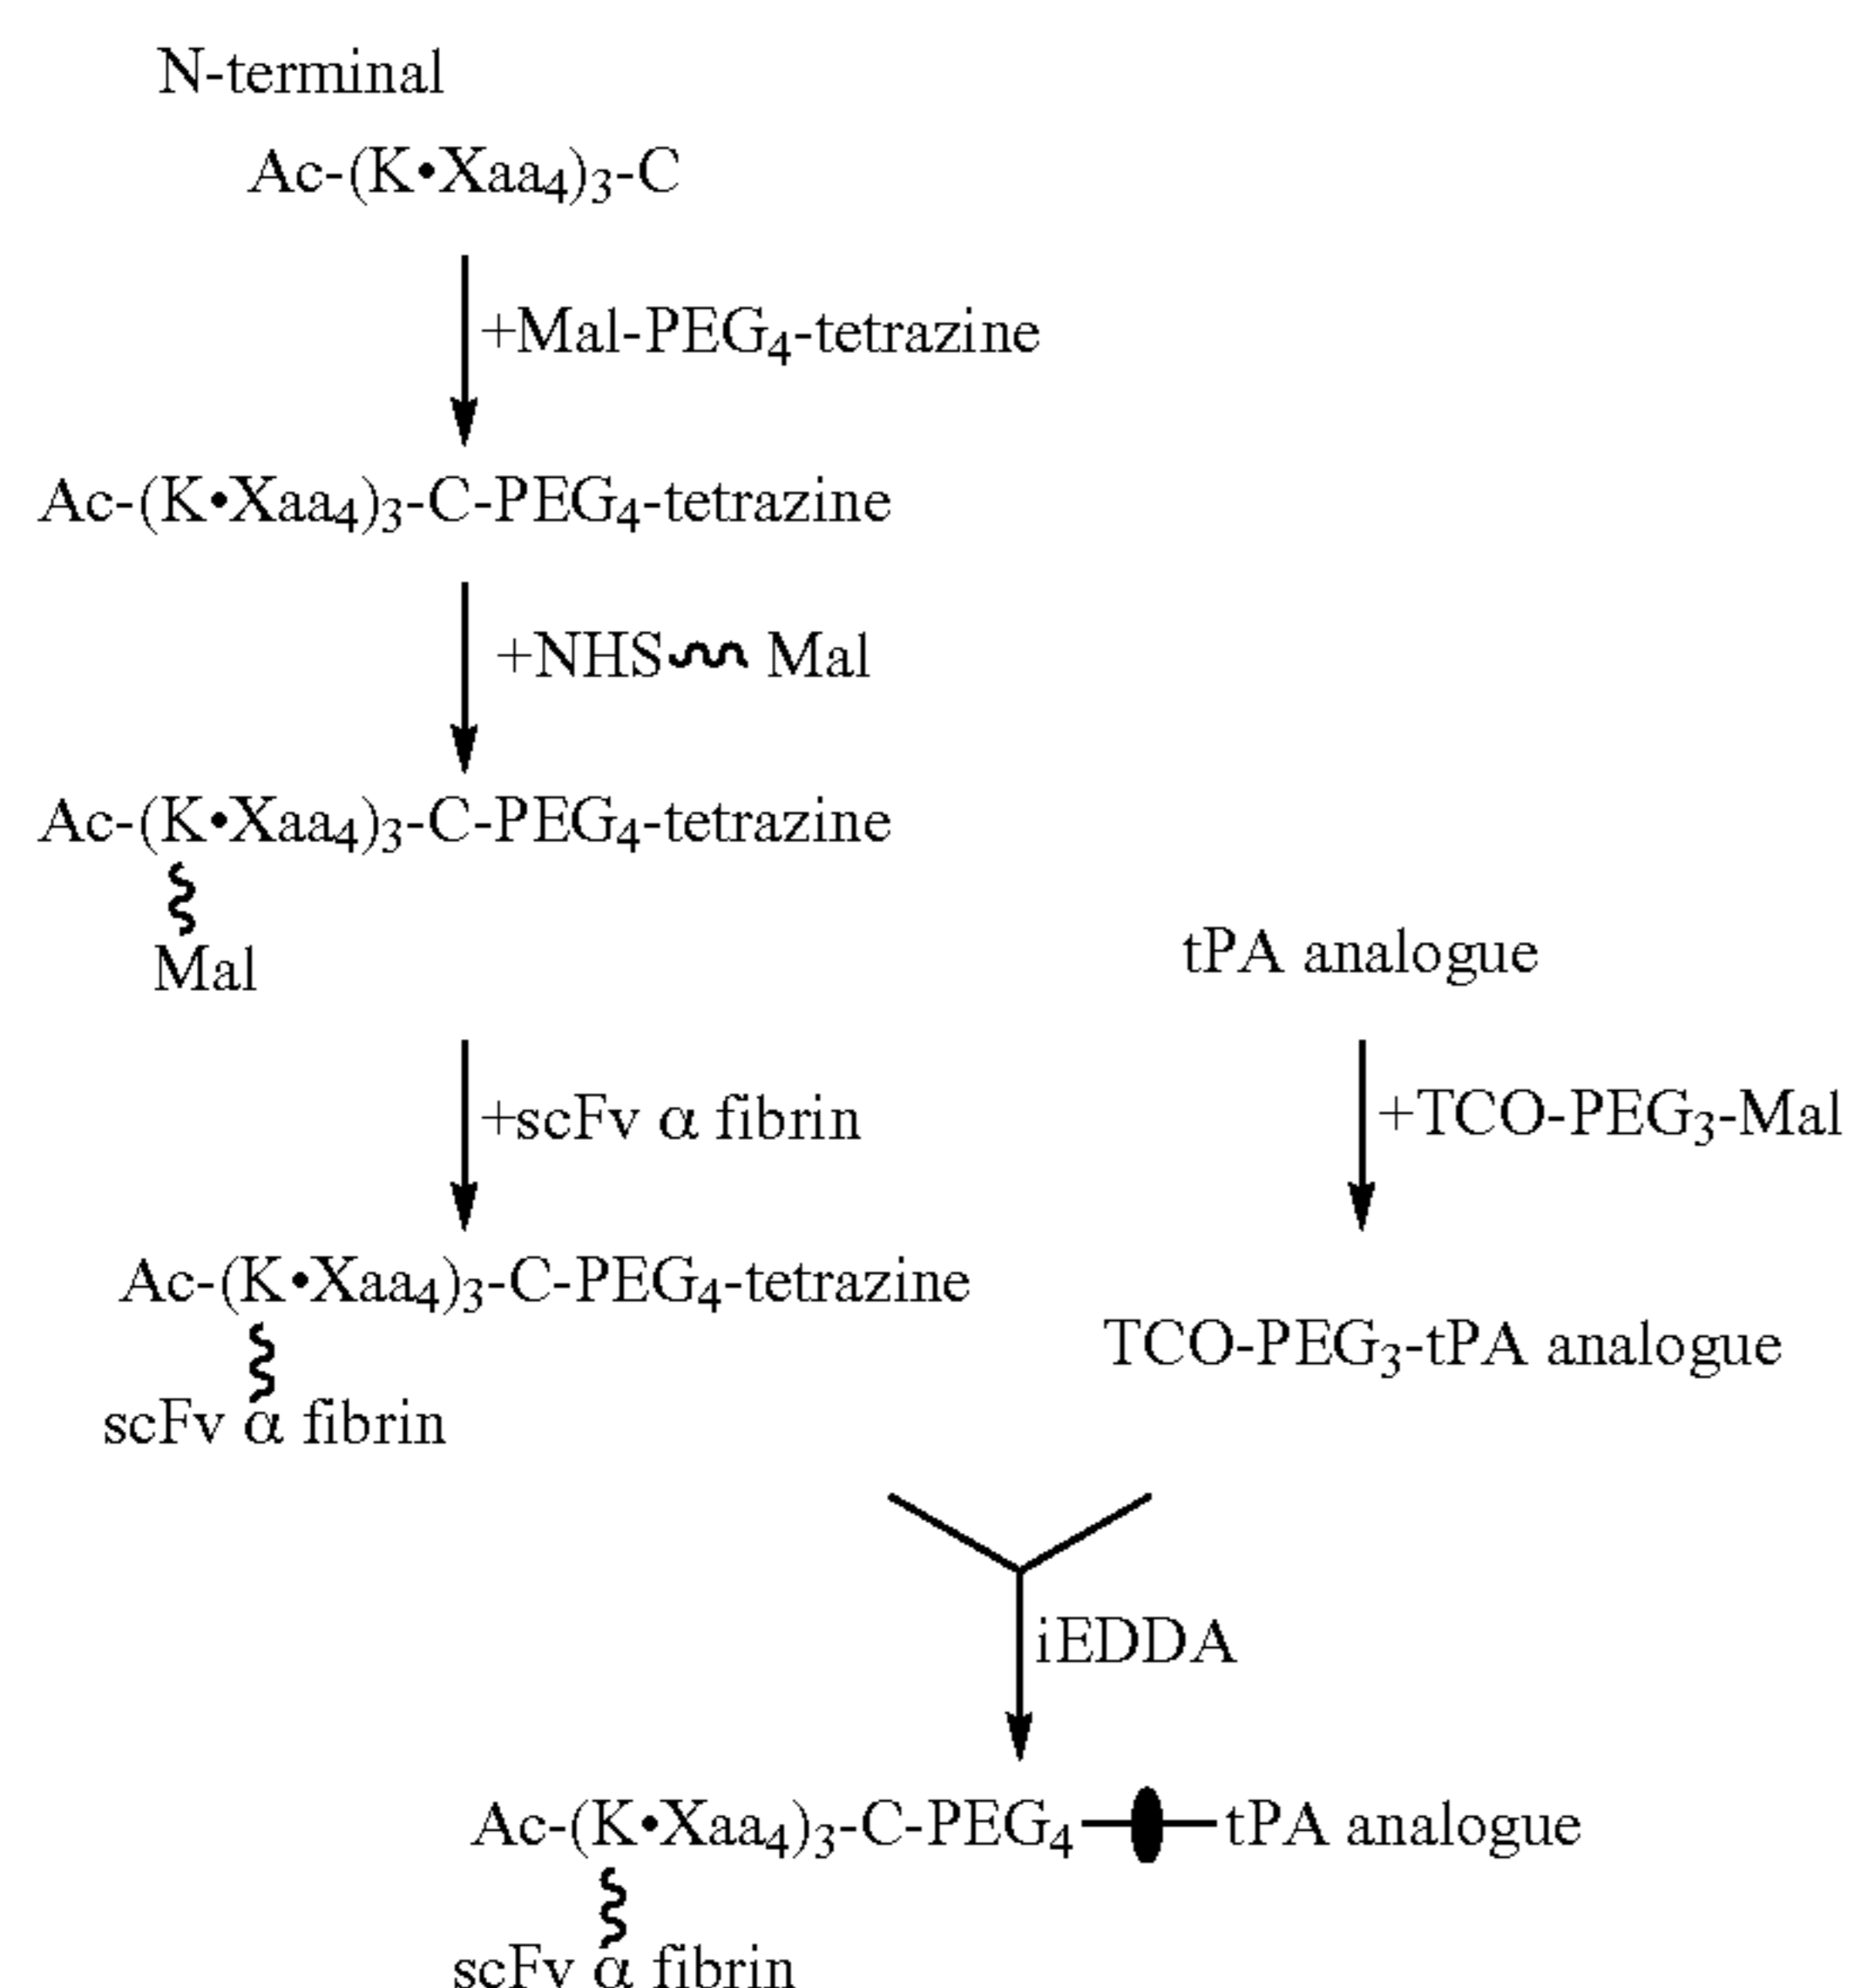 N-terminal
Ac-(K•Xaa₄)₃-C
+Mal-PEG₄-tetrazine
Ac-(K•Xaa₄)₃-C-PEG₄-tetrazine
+NHS Mal
Ac-(K•Xaa₄)₃-C-PEG₄-tetrazine
Mal
tPA analogue
+scFv α fibrin
+TCO-PEG₃-Mal
Ac-(K•Xaa₄)₃-C-PEG₄-tetrazine
scFv α fibrin
TCO-PEG₃-tPA analogue
iEDDA
Ac-(K•Xaa₄)₃-C-PEG₄ tPA analogue
scFv α fibrin